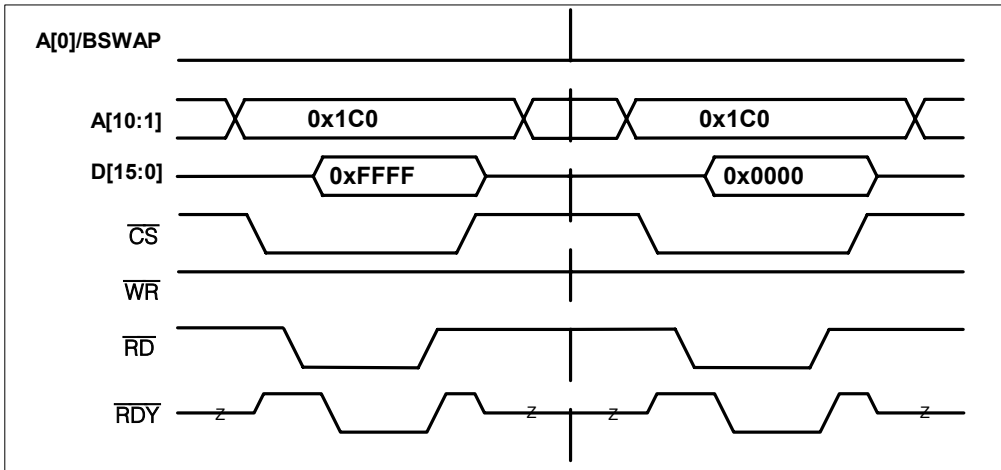 A[0]/BSWAP
A[10:1] 0x1C0 0x1C0
D[15:0] 0xFFFF 0x0000
CS
WR
RD
RDY Z Z Z Z